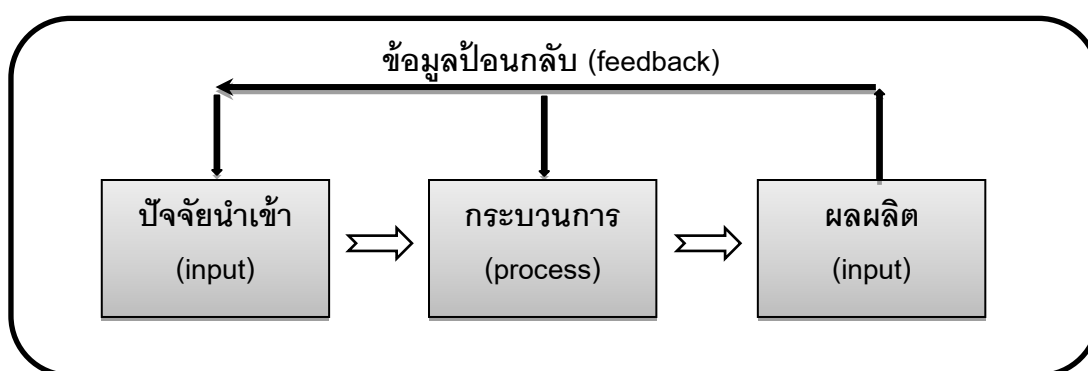 ข้อมูลป้อนกลับ (feedback)
ปัจจัยนำเข้า
(input)
กระบวนการ
(process)
ผลผลิต
(input)